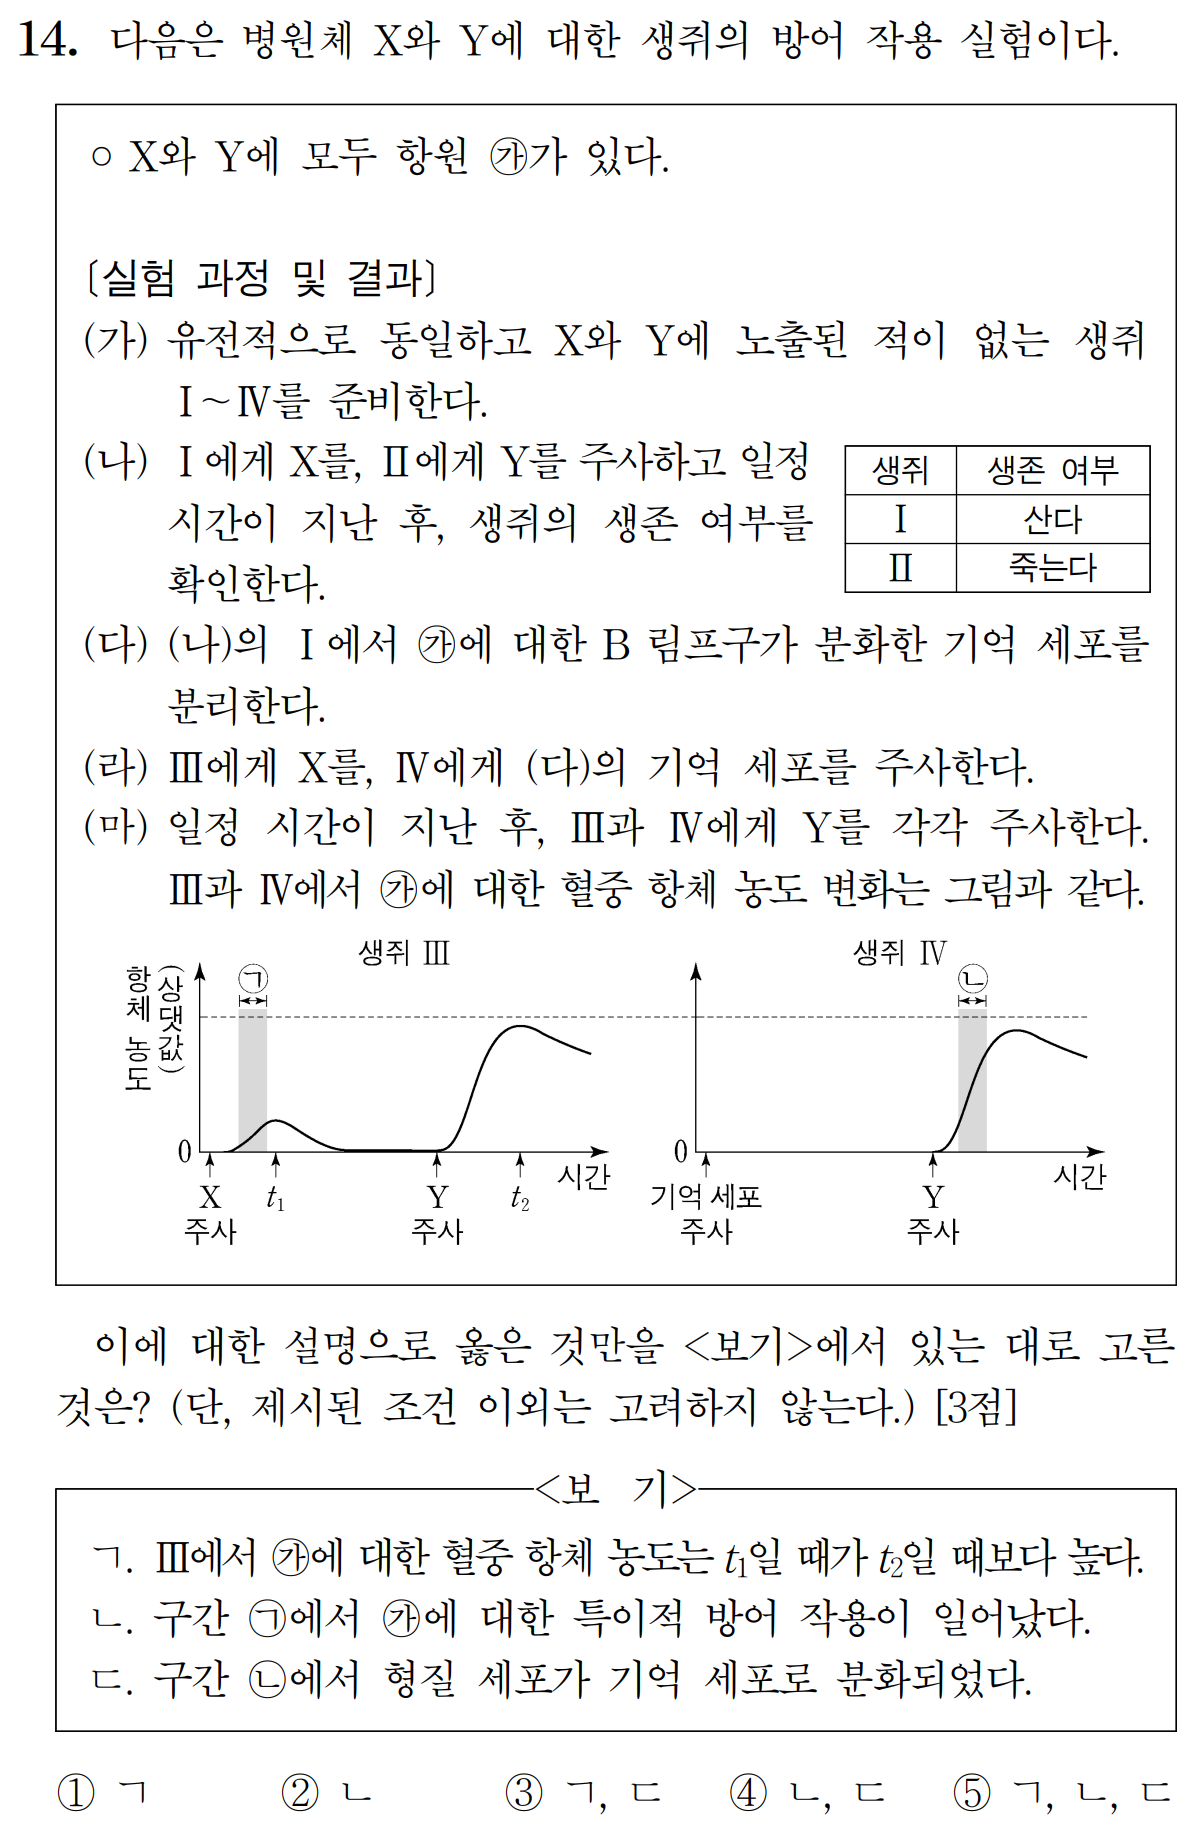 14. 다음은 병원체 X와 Y에 대한 생쥐의 방어 작용 실험이다.
○ X와 Y에 모두 항원 ㉮가 있다.
〔실험 과정 및 결과〕
(가) 유전적으로 동일하고 X와 Y에 노출된 적이 없는 생쥐
Ⅰ~Ⅳ를 준비한다.
(나) Ⅰ에게 X를, Ⅱ에게 Y를 주사하고 일정
시간이 지난 후, 생쥐의 생존 여부를
확인한다.
생쥐 생존 여부
Ⅰ 산다
Ⅱ 죽는다
(다) (나)의 Ⅰ에서 ㉮에 대한 B 림프구가 분화한 기억 세포를
분리한다.
(라) Ⅲ에게 X를, Ⅳ에게 (다)의 기억 세포를 주사한다.
(마) 일정 시간이 지난 후, Ⅲ과 Ⅳ에게 Y를 각각 주사한다.
Ⅲ과 Ⅳ에서 ㉮에 대한 혈중 항체 농도 변화는 그림과 같다.
생쥐 Ⅲ
항체 농도
(상댓값)
㉠
0
X
주사
t₁
Y
주사
t₂
시간
생쥐 Ⅳ
㉡
0
기억 세포
주사
Y
주사
시간
이에 대한 설명으로 옳은 것만을 <보기>에서 있는 대로 고른
것은? (단, 제시된 조건 이외는 고려하지 않는다.) [3점]
<보 기>
ㄱ. Ⅲ에서 ㉮에 대한 혈중 항체 농도는 t₁일 때가 t₂일 때보다 높다.
ㄴ. 구간 ㉠에서 ㉮에 대한 특이적 방어 작용이 일어났다.
ㄷ. 구간 ㉡에서 형질 세포가 기억 세포로 분화되었다.
① ㄱ ② ㄴ ③ ㄱ, ㄷ ④ ㄴ, ㄷ ⑤ ㄱ, ㄴ, ㄷ